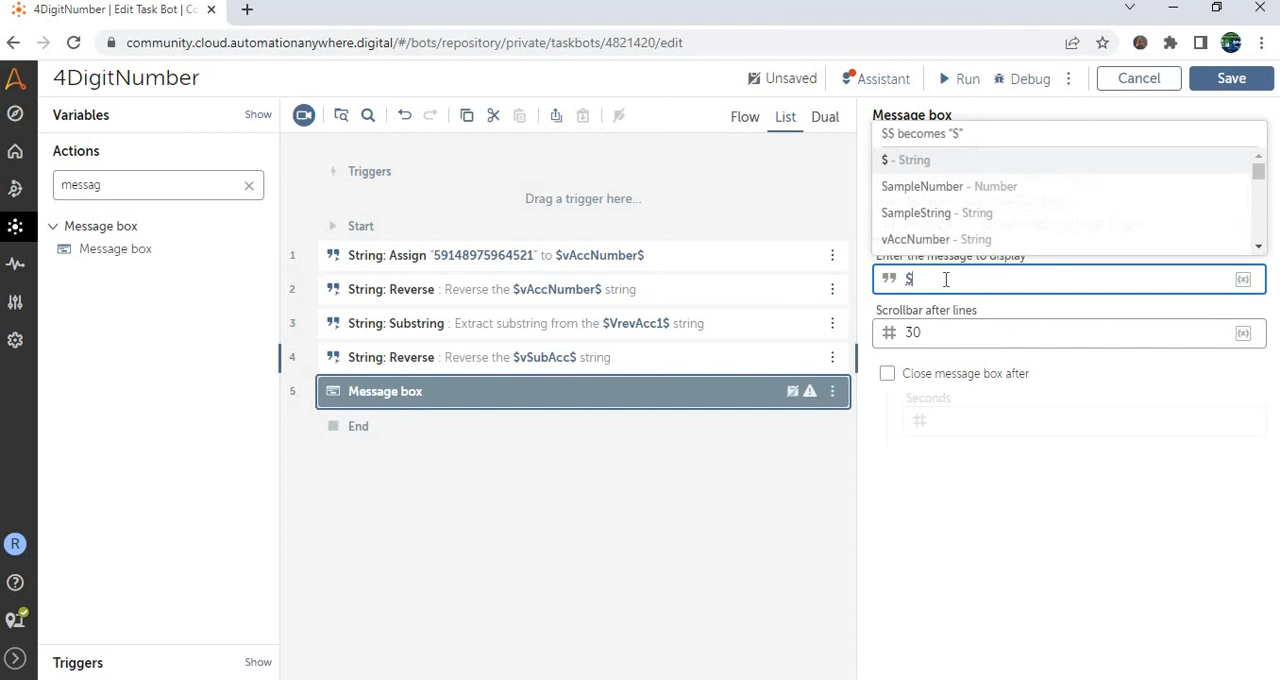 4DigitNumber | Edit Task Bot | Co
community.cloud.automationanywhere.digital/#/bots/repository/private/taskbots/4821420/edit
4DigitNumber
Unsaved
Assistant
Run
Debug
Cancel
Save
Variables
Show
Actions
messag
Message box
Message box
Triggers
Show
Flow
List
Dual
Triggers
Drag a trigger here...
Start
1 String: Assign "59148975964521" to $vAccNumber$
2 String: Reverse : Reverse the $vAccNumber$ string
3 String: Substring : Extract substring from the $VrevAcc1$ string
4 String: Reverse : Reverse the $vSubAcc$ string
5 Message box
End
Message box
$$ becomes "$"
$ - String
SampleNumber - Number
SampleString - String
vAccNumber - String
Enter the message to display
$
Scrollbar after lines
30
Close message box after
Seconds
R